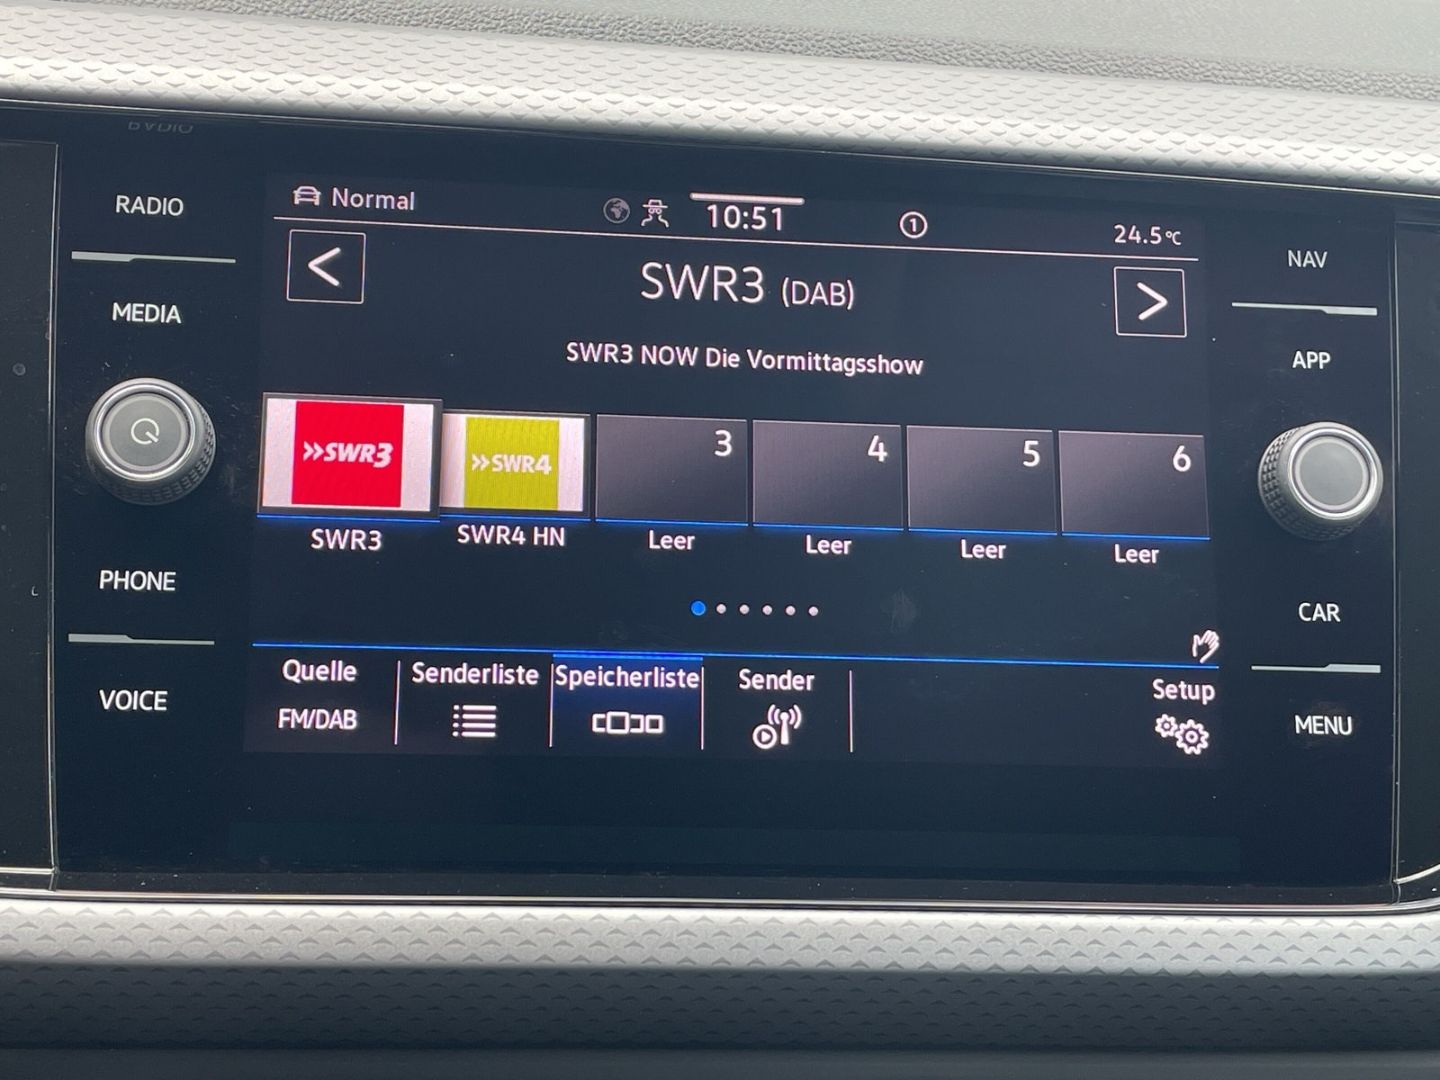 RADIO
MEDIA
PHONE
VOICE
Normal
10:51
1
24.5°C
<
SWR3 (DAB)
>
SWR3 NOW Die Vormittagsshow
»SWR3
»SWR4
3
4
5
6
SWR3
SWR4 HN
Leer
Leer
Leer
Leer
Quelle
FM/DAB
Senderliste
Speicherliste
Sender
Setup
NAV
APP
CAR
MENU